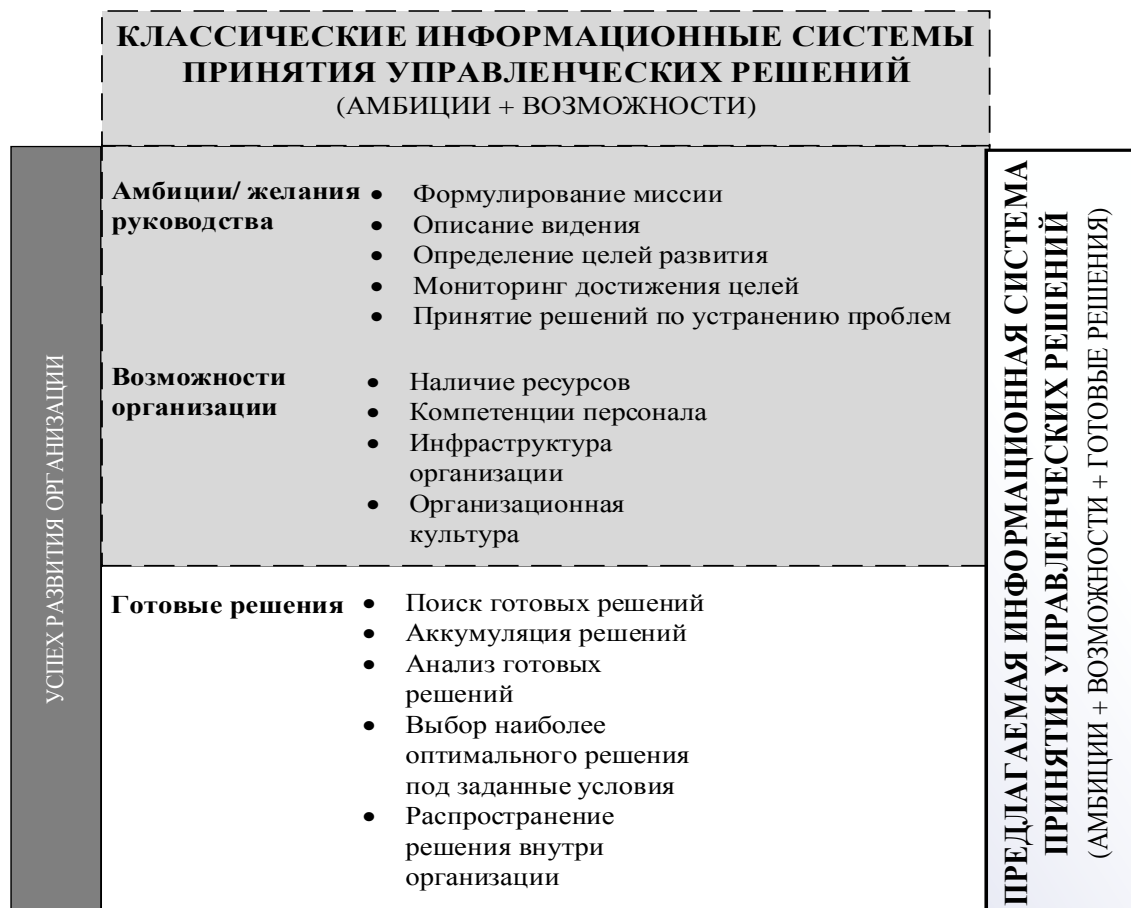 КЛАССИЧЕСКИЕ ИНФОРМАЦИОННЫЕ СИСТЕМЫ
ПРИНЯТИЯ УПРАВЛЕНЧЕСКИХ РЕШЕНИЙ
(АМБИЦИИ + ВОЗМОЖНОСТИ)
УСПЕХ РАЗВИТИЯ ОРГАНИЗАЦИИ
Амбиции/ желания
руководства
• Формулирование миссии
• Описание видения
• Определение целей развития
• Мониторинг достижения целей
• Принятие решений по устранению проблем
Возможности
организации
• Наличие ресурсов
• Компетенции персонала
• Инфраструктура
организации
• Организационная
культура
Готовые решения
• Поиск готовых решений
• Аккумуляция решений
• Анализ готовых
решений
• Выбор наиболее
оптимального решения
под заданные условия
• Распространение
решения внутри
организации
ПРЕДЛАГАЕМАЯ ИНФОРМАЦИОННАЯ СИСТЕМА
ПРИНЯТИЯ УПРАВЛЕНЧЕСКИХ РЕШЕНИЙ
(АМБИЦИИ + ВОЗМОЖНОСТИ + ГОТОВЫЕ РЕШЕНИЯ)